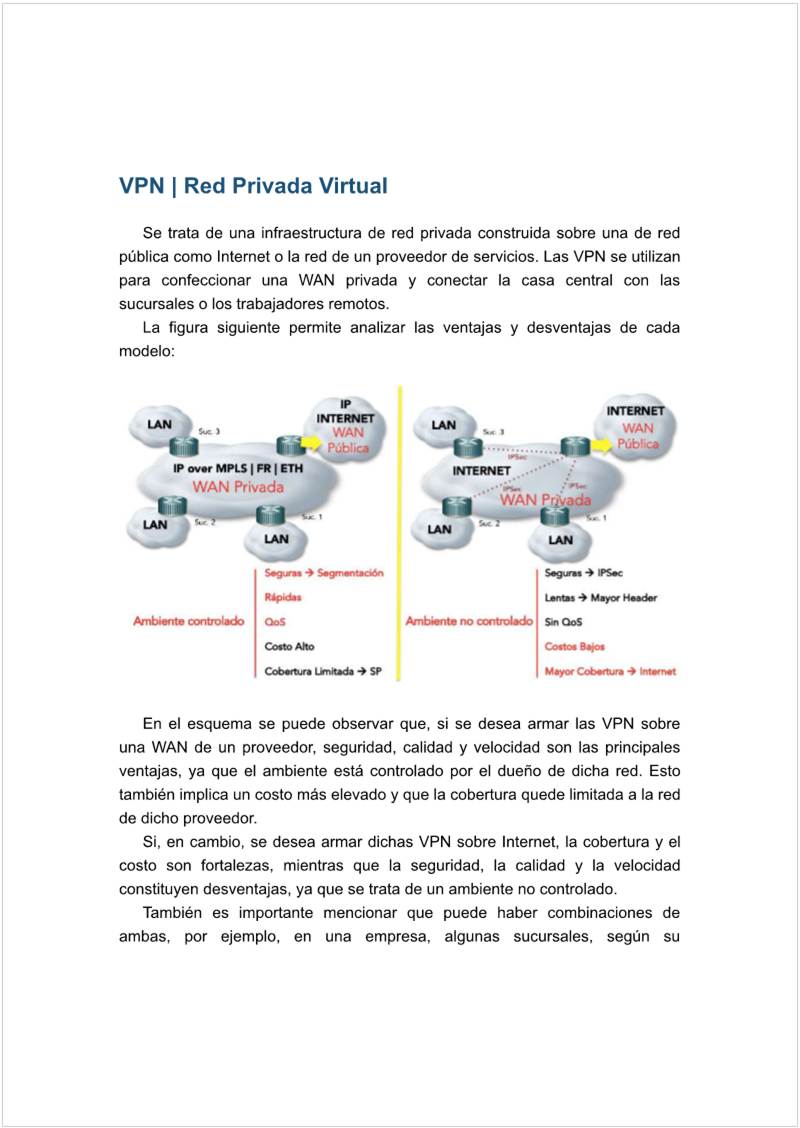 VPN | Red Privada Virtual
Se trata de una infraestructura de red privada construida sobre una de red
pública como Internet o la red de un proveedor de servicios. Las VPN se utilizan
para confeccionar una WAN privada y conectar la casa central con las
sucursales o los trabajadores remotos.
La figura siguiente permite analizar las ventajas y desventajas de cada
modelo:
LAN
Suc. 3
IP
INTERNET
WAN
Pública
IP over MPLS | FR | ETH
WAN Privada
LAN
Suc. 2
Suc. 1
LAN
Ambiente controlado
Seguras → Segmentación
Rápidas
QoS
Costo Alto
Cobertura Limitada → SP
LAN
Suc. 3
INTERNET
WAN
Pública
IPSec
INTERNET
IPSec
IPSec
WAN Privada
LAN
Suc. 2
Suc. 1
LAN
Ambiente no controlado
Seguras → IPSec
Lentas → Mayor Header
Sin QoS
Costos Bajos
Mayor Cobertura → Internet
En el esquema se puede observar que, si se desea armar las VPN sobre
una WAN de un proveedor, seguridad, calidad y velocidad son las principales
ventajas, ya que el ambiente está controlado por el dueño de dicha red. Esto
también implica un costo más elevado y que la cobertura quede limitada a la red
de dicho proveedor.
Si, en cambio, se desea armar dichas VPN sobre Internet, la cobertura y el
costo son fortalezas, mientras que la seguridad, la calidad y la velocidad
constituyen desventajas, ya que se trata de un ambiente no controlado.
También es importante mencionar que puede haber combinaciones de
ambas, por ejemplo, en una empresa, algunas sucursales, según su